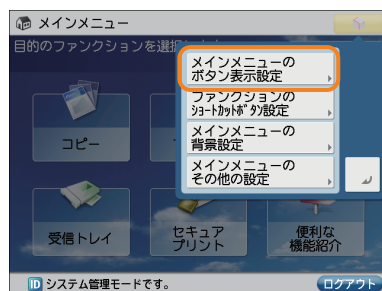 メインメニュー
目的のファンクションを選択
メインメニューの
ボタン表示設定
ファンクションの
ｼｮｰﾄｶｯﾄﾎﾞﾀﾝ設定
メインメニューの
背景設定
メインメニューの
その他の設定
コピー
受信トレイ
セキュア
プリント
便利な
機能紹介
ID システム管理モードです。
ログアウト